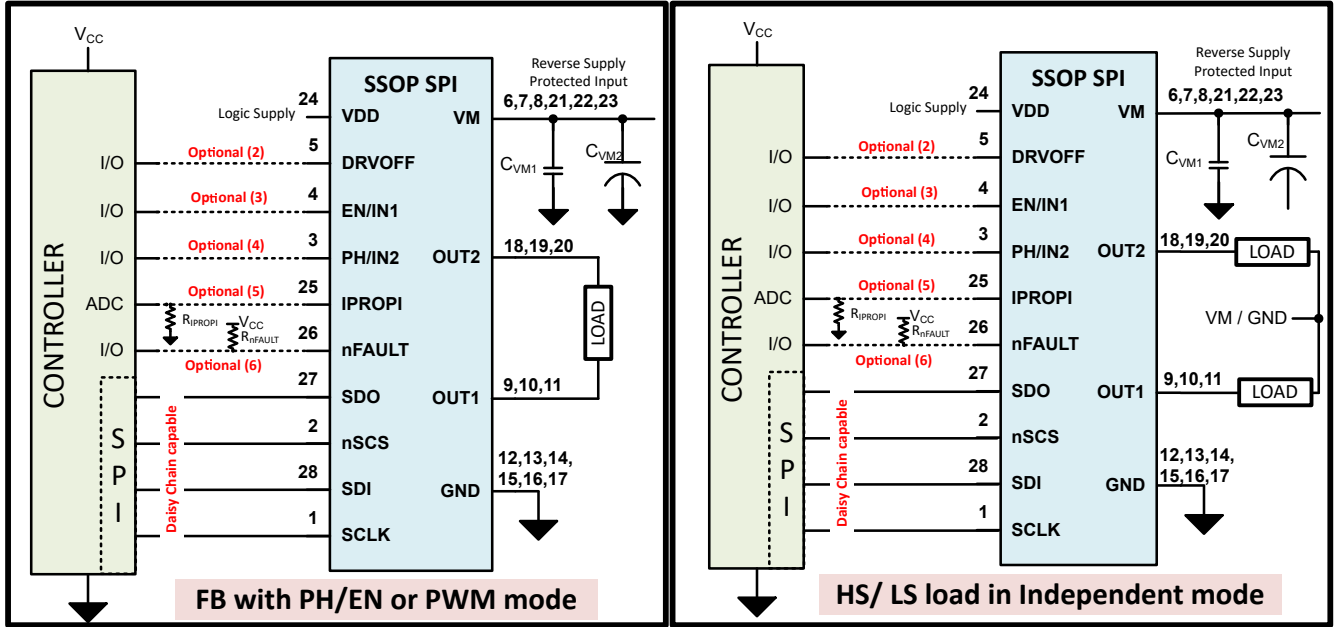 VCC
CONTROLLER
I/O
I/O
I/O
ADC
I/O
SPI
Logic Supply
24
Optional (2)
5
Optional (3)
4
Optional (4)
3
Optional (5)
25
RIPROPI
VCC
RnFAULT
26
Optional (6)
27
2
28
1
Daisy Chain capable
SSOP SPI
VDD
VM
DRVOFF
EN/IN1
PH/IN2
OUT2
IPROPI
nFAULT
SDO
OUT1
nSCS
SDI
GND
SCLK
Reverse Supply
Protected Input
6,7,8,21,22,23
CVM1
CVM2
18,19,20
LOAD
9,10,11
12,13,14,
15,16,17
FB with PH/EN or PWM mode
VCC
CONTROLLER
I/O
I/O
I/O
ADC
I/O
SPI
Logic Supply
24
Optional (2)
5
Optional (3)
4
Optional (4)
3
Optional (5)
25
RIPROPI
VCC
RnFAULT
26
Optional (6)
27
2
28
1
Daisy Chain capable
SSOP SPI
VDD
VM
DRVOFF
EN/IN1
PH/IN2
OUT2
IPROPI
nFAULT
SDO
OUT1
nSCS
SDI
GND
SCLK
Reverse Supply
Protected Input
6,7,8,21,22,23
CVM1
CVM2
18,19,20
LOAD
VM / GND
9,10,11
LOAD
12,13,14,
15,16,17
HS/ LS load in Independent mode